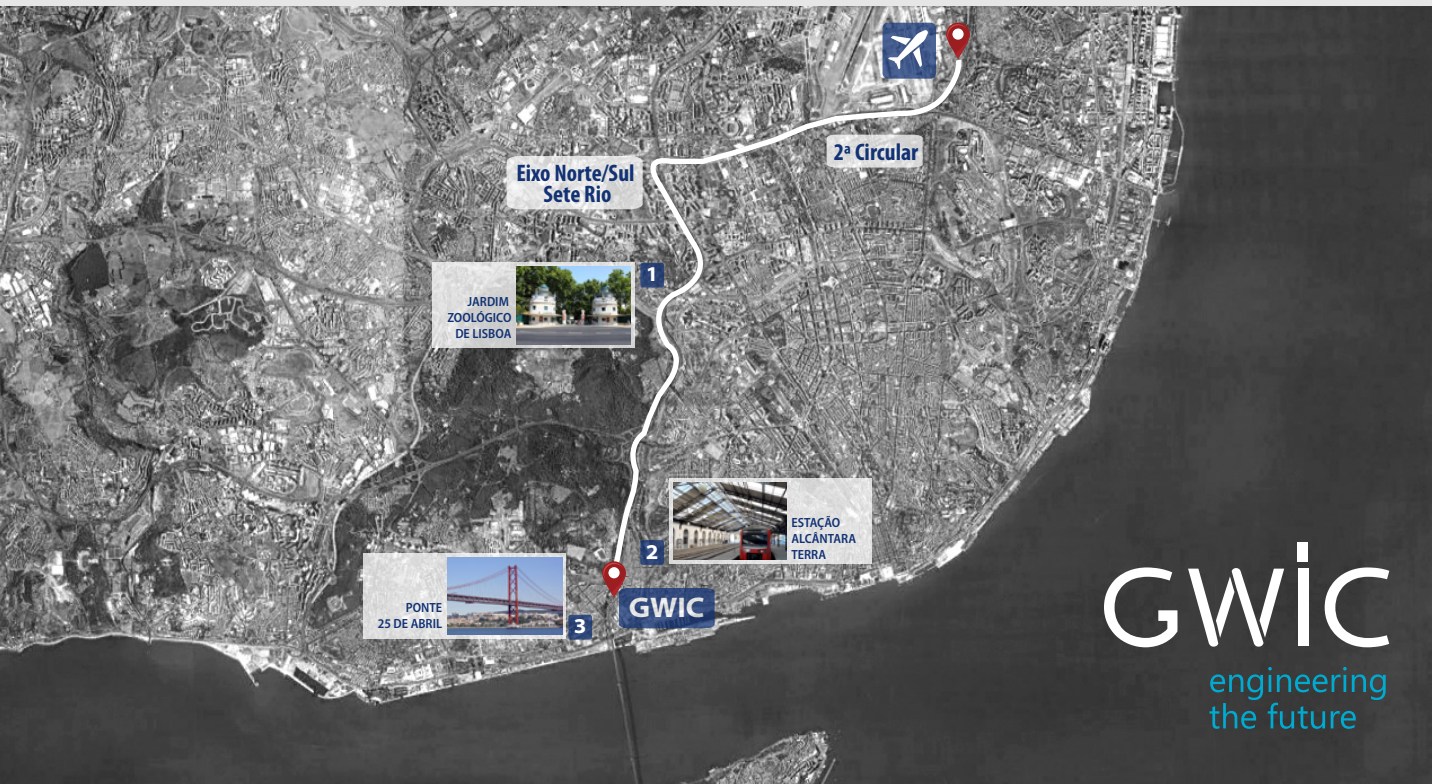 2ª Circular
Eixo Norte/Sul
Sete Rio
1
JARDIM
ZOOLÓGICO
DE LISBOA
2
ESTAÇÃO
ALCÂNTARA
TERRA
PONTE
25 DE ABRIL
3
GWIC
GWiC
engineering
the future